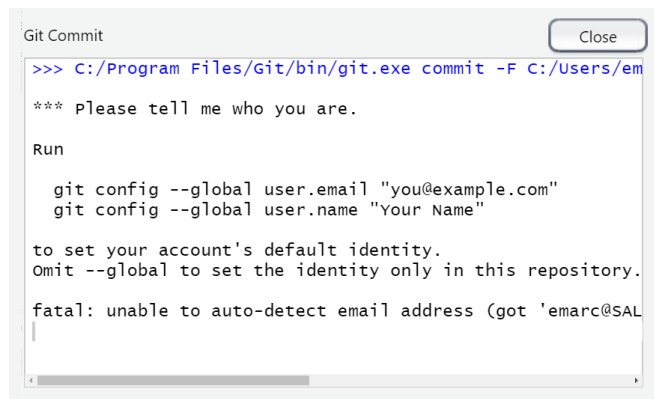 Git Commit
Close
>>> C:/Program Files/Git/bin/git.exe commit -F C:/Users/em
*** Please tell me who you are.
Run
git config --global user.email "you@example.com"
git config --global user.name "Your Name"
to set your account's default identity.
Omit --global to set the identity only in this repository.
fatal: unable to auto-detect email address (got 'emarc@SAL